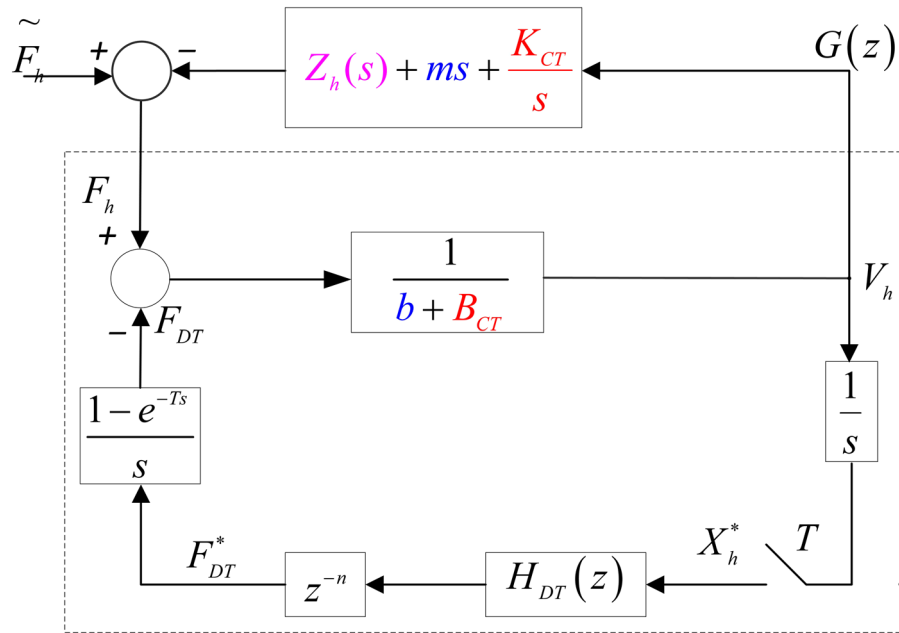 ~
F_h + − Z_h(s) + ms + K_CT/s G(z)
F_h
+
1/(b + B_CT) V_h
− F_DT
(1 − e^{−Ts})/s 1/s
F*_DT z^{−n} H_DT(z) X*_h T